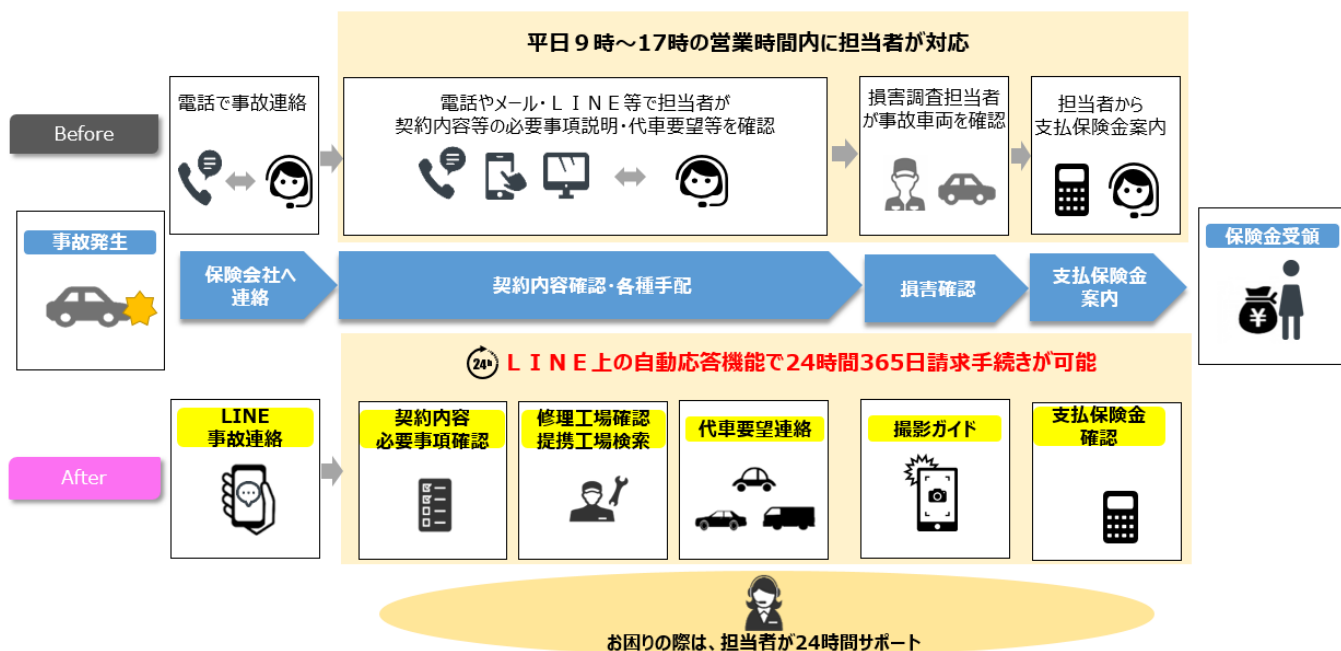 平日9時～17時の営業時間内に担当者が対応
Before
電話で事故連絡
電話やメール・ＬＩＮＥ等で担当者が
契約内容等の必要事項説明・代車要望等を確認
損害調査担当者
が事故車両を確認
担当者から
支払保険金案内
事故発生
保険会社へ
連絡
契約内容確認・各種手配
損害確認
支払保険金
案内
保険金受領
¥
24h
ＬＩＮＥ上の自動応答機能で24時間365日請求手続きが可能
After
LINE
事故連絡
契約内容
必要事項確認
修理工場確認
提携工場検索
代車要望連絡
撮影ガイド
支払保険金
確認
お困りの際は、担当者が24時間サポート